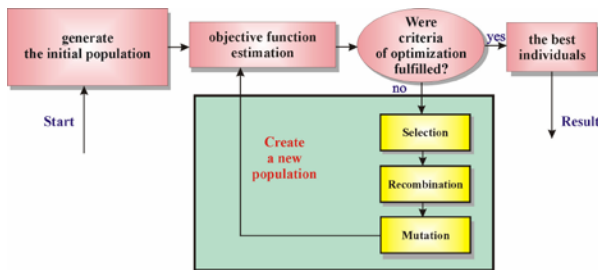 generate
the initial population
objective function
estimation
Were
criteria
of optimization
fulfilled?
yes
the best
individuals
no
Start
Result
Create
a new
population
Selection
Recombination
Mutation